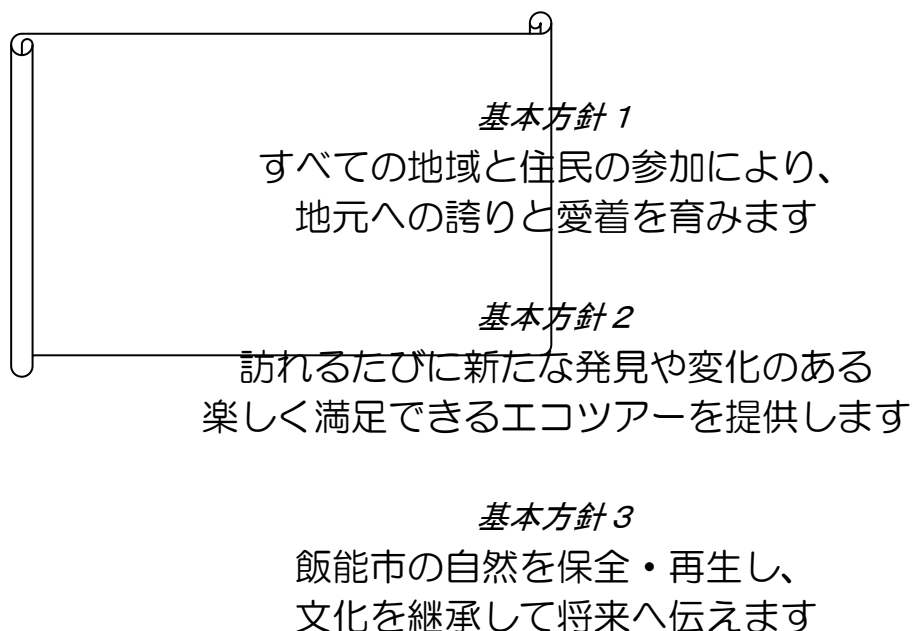 基本方針1
すべての地域と住民の参加により、
地元への誇りと愛着を育みます
基本方針2
訪れるたびに新たな発見や変化のある
楽しく満足できるエコツアーを提供します
基本方針3
飯能市の自然を保全・再生し、
文化を継承して将来へ伝えます